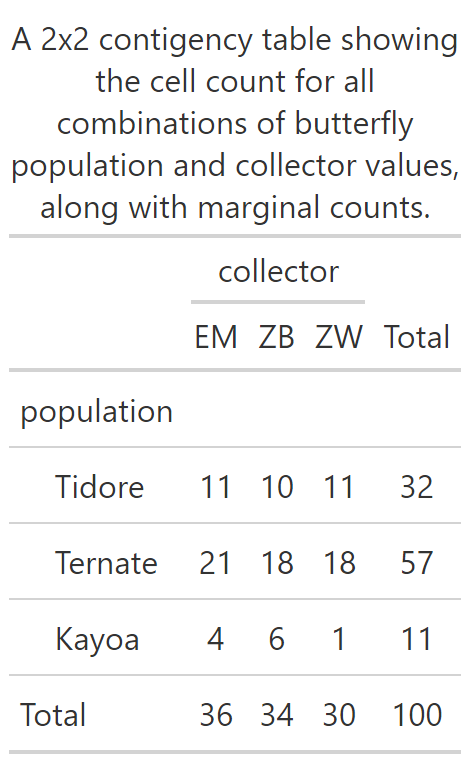 A 2x2 contigency table showing
the cell count for all
combinations of butterfly
population and collector values,
along with marginal counts.
collector
EM ZB ZW Total
population
Tidore 11 10 11 32
Ternate 21 18 18 57
Kayoa 4 6 1 11
Total 36 34 30 100